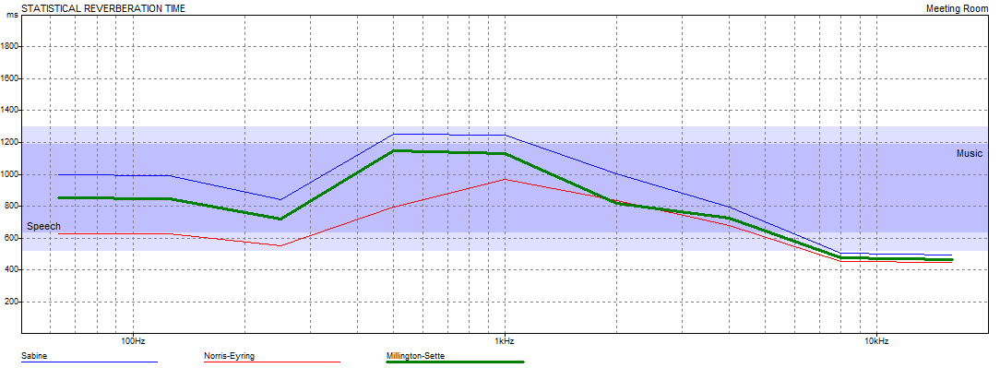 STATISTICAL REVERBERATION TIME Meeting Room
ms
1800
1600
1400
1200
Music
1000
800
Speech
600
400
200
100Hz 1kHz 10kHz
Sabine Norris-Eyring Millington-Sette